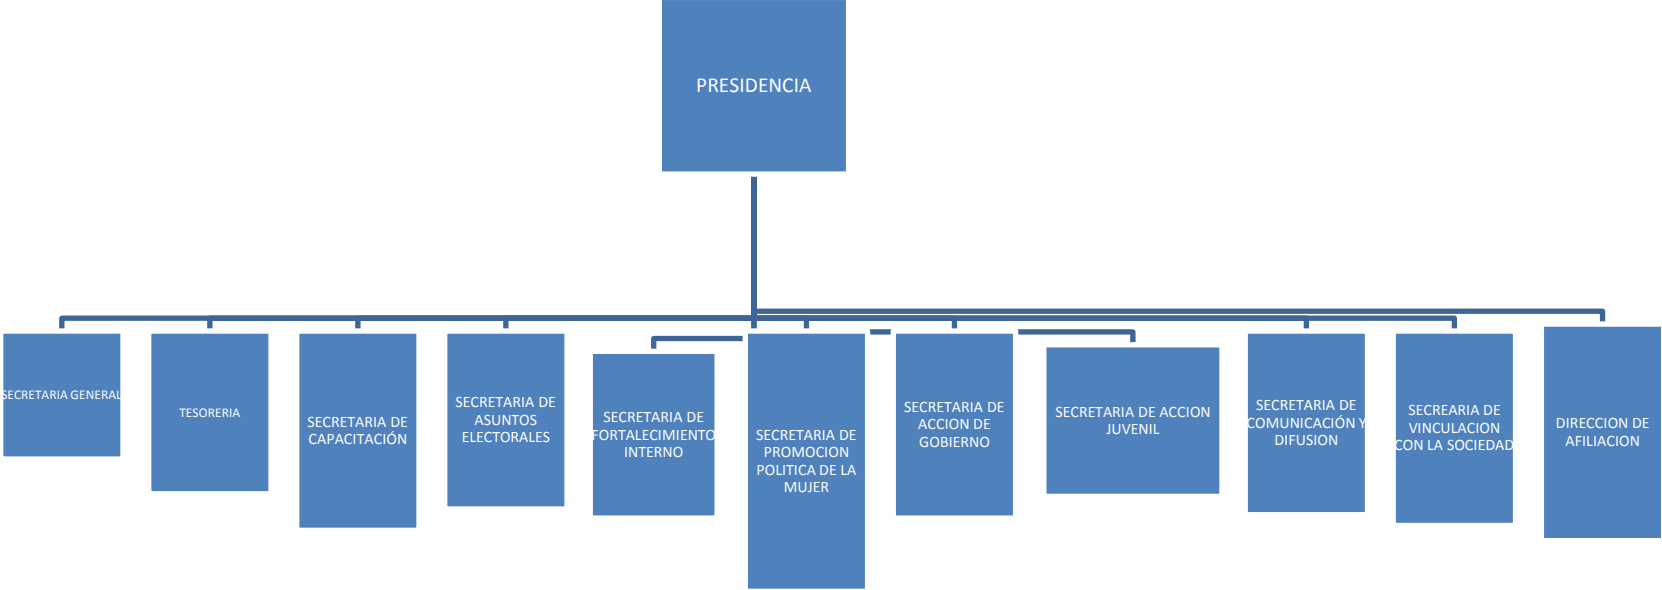 PRESIDENCIA
SECRETARIA GENERAL
TESORERIA
SECRETARIA DE
CAPACITACIÓN
SECRETARIA DE
ASUNTOS
ELECTORALES
SECRETARIA DE
FORTALECIMIENTO
INTERNO
SECRETARIA DE
PROMOCION
POLITICA DE LA
MUJER
SECRETARIA DE
ACCION DE
GOBIERNO
SECRETARIA DE ACCION
JUVENIL
SECRETARIA DE
COMUNICACIÓN Y
DIFUSION
SECREARIA DE
VINCULACION
CON LA SOCIEDAD
DIRECCION DE
AFILIACION